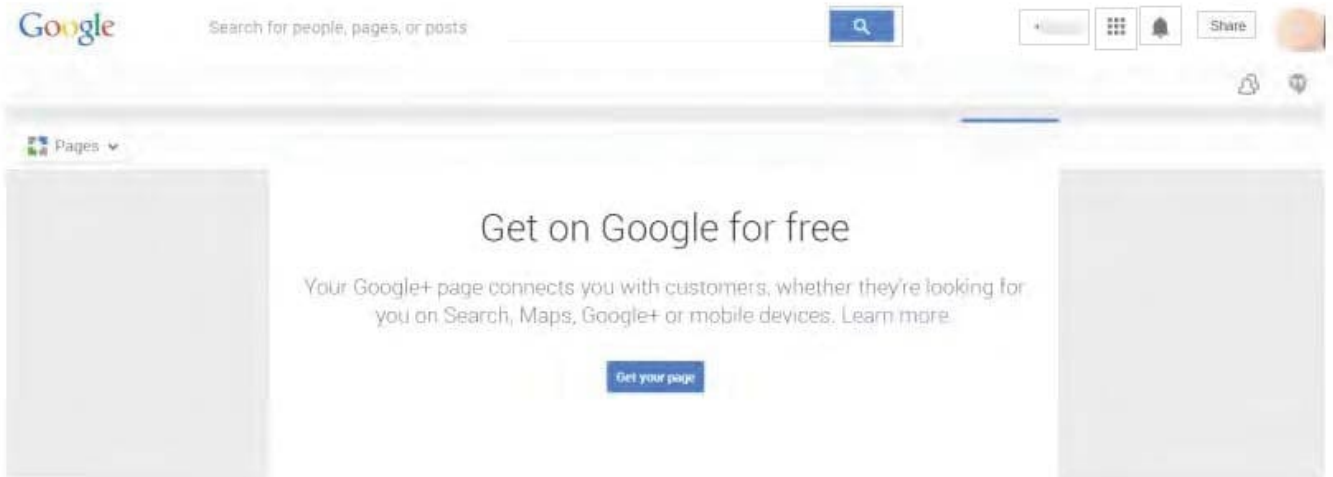 Google
Search for people, pages, or posts
Share
Pages
Get on Google for free
Your Google+ page connects you with customers, whether they're looking for
you on Search, Maps, Google+ or mobile devices. Learn more.
Get your page